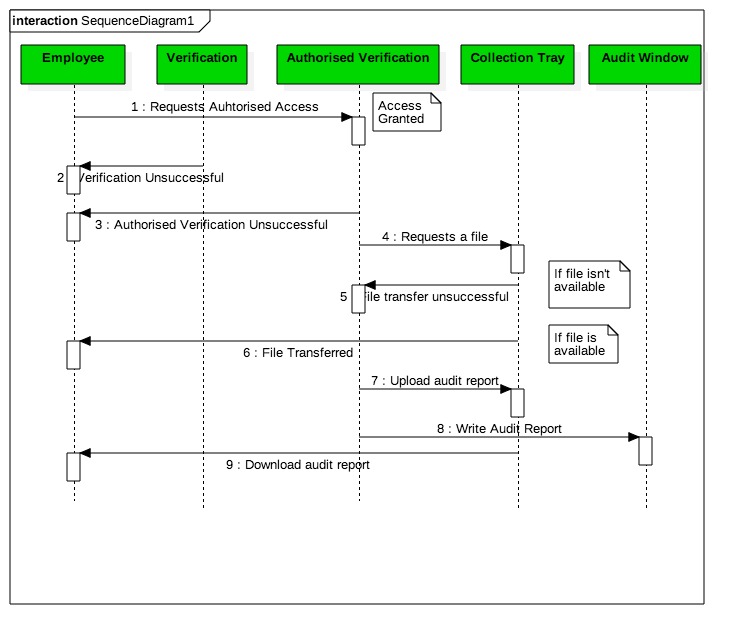 interaction SequenceDiagram1
Employee
Verification
Authorised Verification
Collection Tray
Audit Window
1 : Requests Auhtorised Access
Access
Granted
2 Verification Unsuccessful
3 : Authorised Verification Unsuccessful
4 : Requests a file
If file isn't
available
5 file transfer unsuccessful
If file is
available
6 : File Transferred
7 : Upload audit report
8 : Write Audit Report
9 : Download audit report